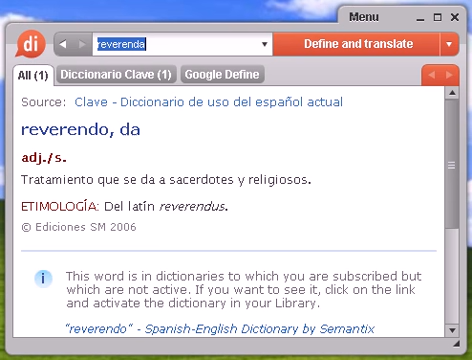 Menu
di
reverenda
Define and translate
All (1)
Diccionario Clave (1)
Google Define
Source: Clave - Diccionario de uso del español actual
reverendo, da
adj./s.
Tratamiento que se da a sacerdotes y religiosos.
ETIMOLOGÍA: Del latín reverendus.
© Ediciones SM 2006
i
This word is in dictionaries to which you are subscribed but
which are not active. If you want to see it, click on the link
and activate the dictionary in your Library.
"reverendo" - Spanish-English Dictionary by Semantix